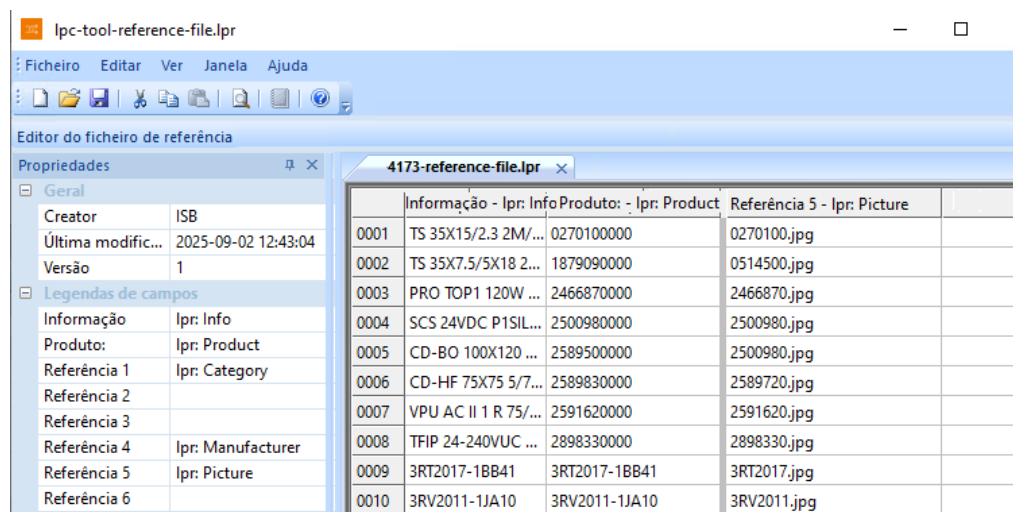 lpc-tool-reference-file.lpr
Ficheiro Editar Ver Janela Ajuda
Editor do ficheiro de referência
Propriedades
Geral
Creator ISB
Última modific... 2025-09-02 12:43:04
Versão 1
Legendas de campos
Informação lpr: Info
Produto: lpr: Product
Referência 1 lpr: Category
Referência 2
Referência 3
Referência 4 lpr: Manufacturer
Referência 5 lpr: Picture
Referência 6
4173-reference-file.lpr
Informação - lpr: Info Produto: - lpr: Product Referência 5 - lpr: Picture
0001 TS 35X15/2.3 2M/... 0270100000 0270100.jpg
0002 TS 35X7.5/5X18 2... 1879090000 0514500.jpg
0003 PRO TOP1 120W ... 2466870000 2466870.jpg
0004 SCS 24VDC P1SIL... 2500980000 2500980.jpg
0005 CD-BO 100X120 ... 2589500000 2500980.jpg
0006 CD-HF 75X75 5/7... 2589830000 2589720.jpg
0007 VPU AC II 1 R 75/... 2591620000 2591620.jpg
0008 TFIP 24-240VUC ... 2898330000 2898330.jpg
0009 3RT2017-1BB41 3RT2017-1BB41 3RT2017.jpg
0010 3RV2011-1JA10 3RV2011-1JA10 3RV2011.jpg